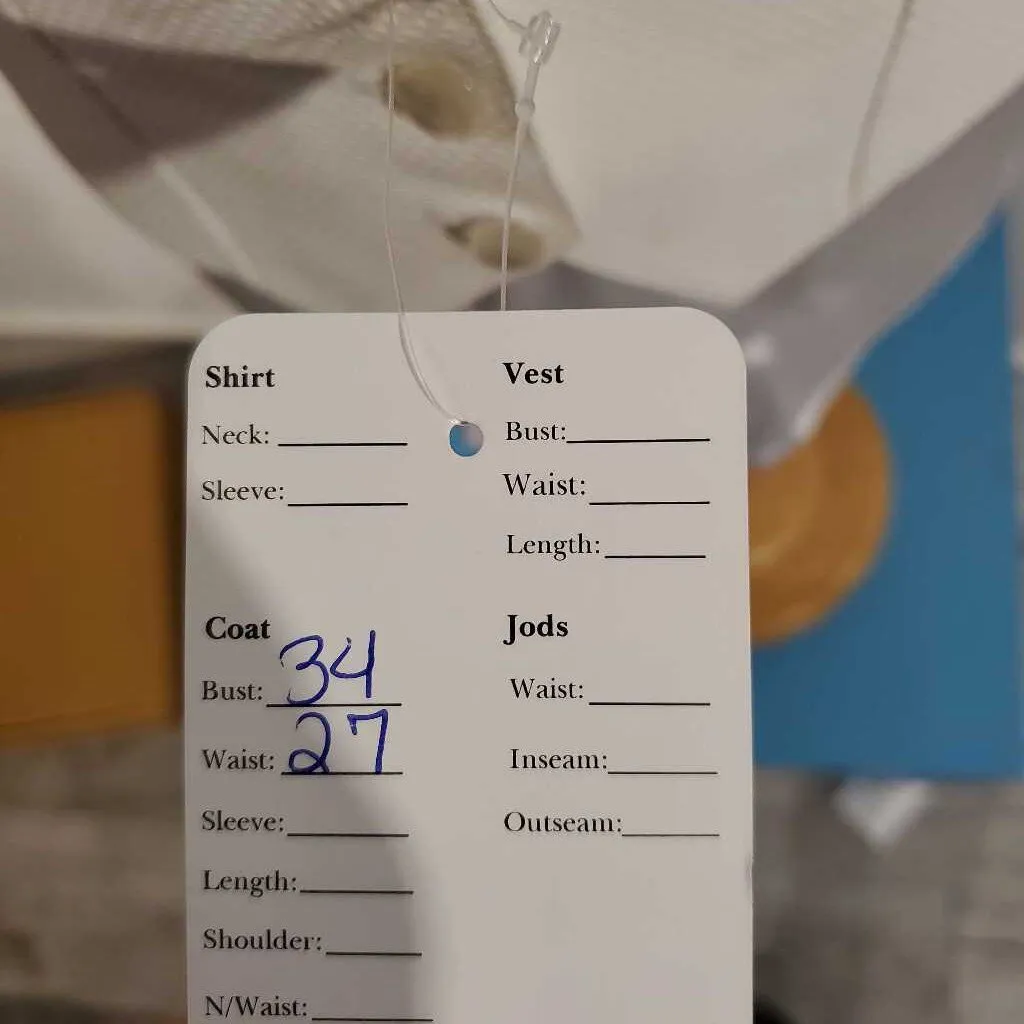 Shirt
Neck:
Sleeve:
Vest
Bust:
Waist:
Length:
Coat
Bust: 34
Waist: 27
Sleeve:
Length:
Shoulder:
N/Waist:
Jods
Waist:
Inseam:
Outseam: